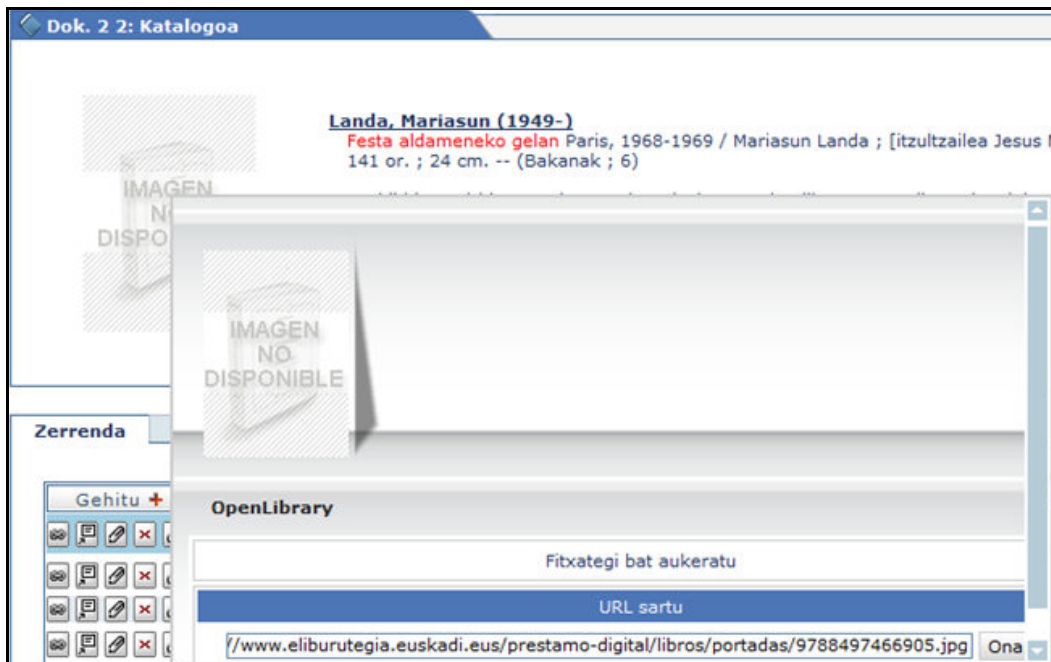 Dok. 2 2: Katalogoa
Landa, Mariasun (1949-)
Festa aldameneko gelan Paris, 1968-1969 / Mariasun Landa ; [itzultzailea Jesus
141 or. ; 24 cm. -- (Bakanak ; 6)
IMAGEN
IMAGEN
NO
DISPONIBLE
Zerrenda
Gehitu +
OpenLibrary
Fitxategi bat aukeratu
URL sartu
//www.eliburutegia.euskadi.eus/prestamo-digital/libros/portadas/9788497466905.jpg Ona